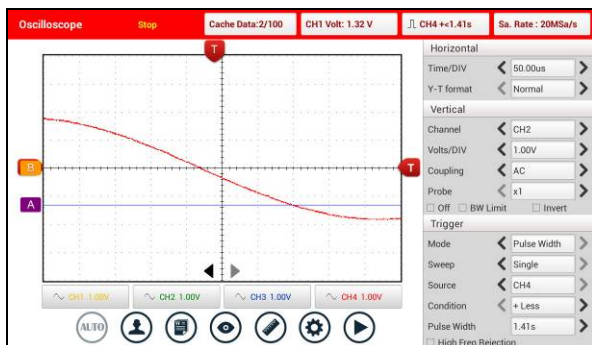 Oscilloscope Stop Cache Data:2/100 CH1 Volt: 1.32 V CH4 +<1.41s Sa. Rate : 20MSa/s
T
B
A
T
CH1 1.00V CH2 1.00V CH3 1.00V CH4 1.00V
AUTO
Horizontal
Time/DIV 50.00us
Y-T format Normal
Vertical
Channel CH2
Volts/DIV 1.00V
Coupling AC
Probe x1
Off BW Limit Invert
Trigger
Mode Pulse Width
Sweep Single
Source CH4
Condition + Less
Pulse Width 1.41s
High Freq Rejection